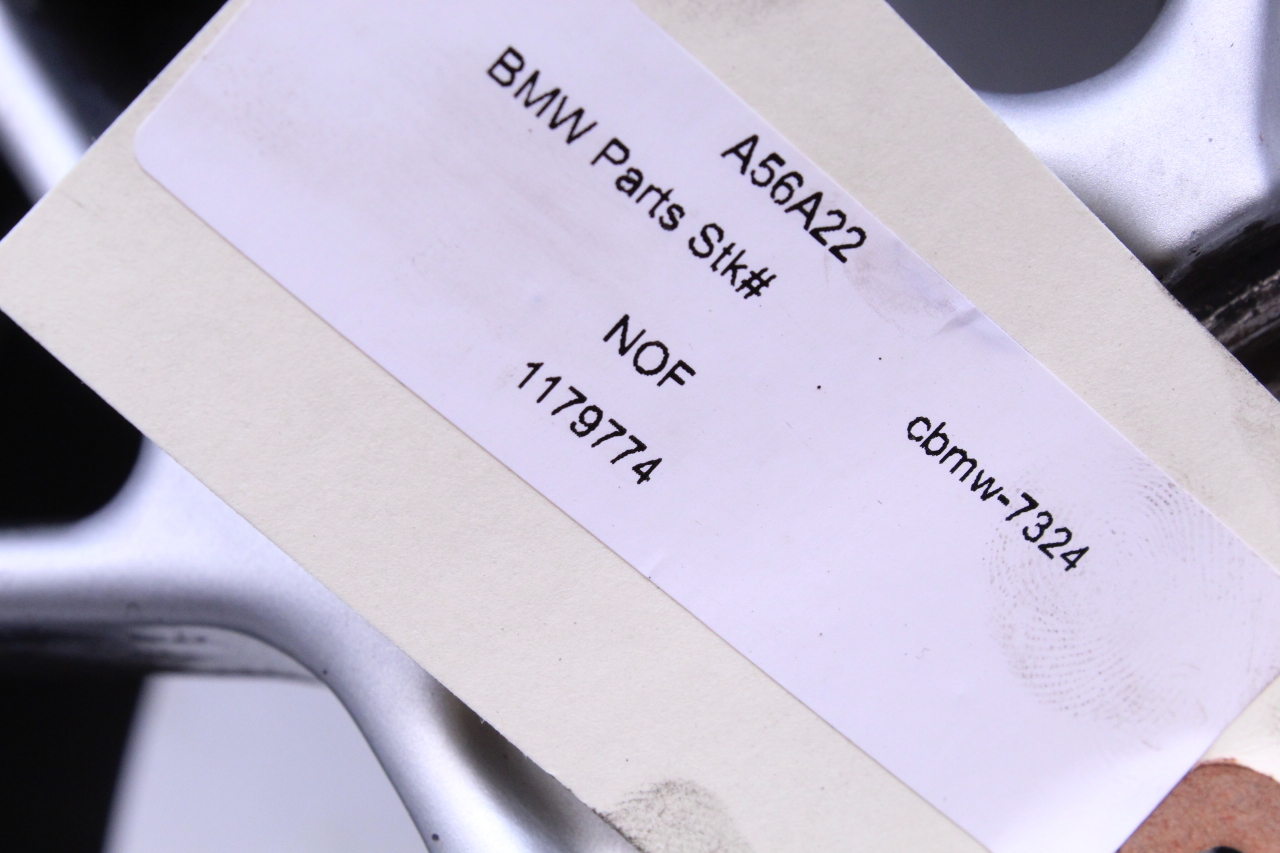 A56A22
BMW Parts Stk#
cbmw-7324
NOF
1179774